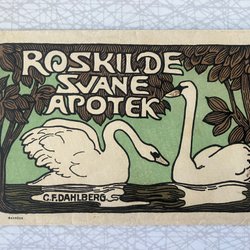 ROSKILDE
SVANE
APOTEK
C.F. DAHLBERG